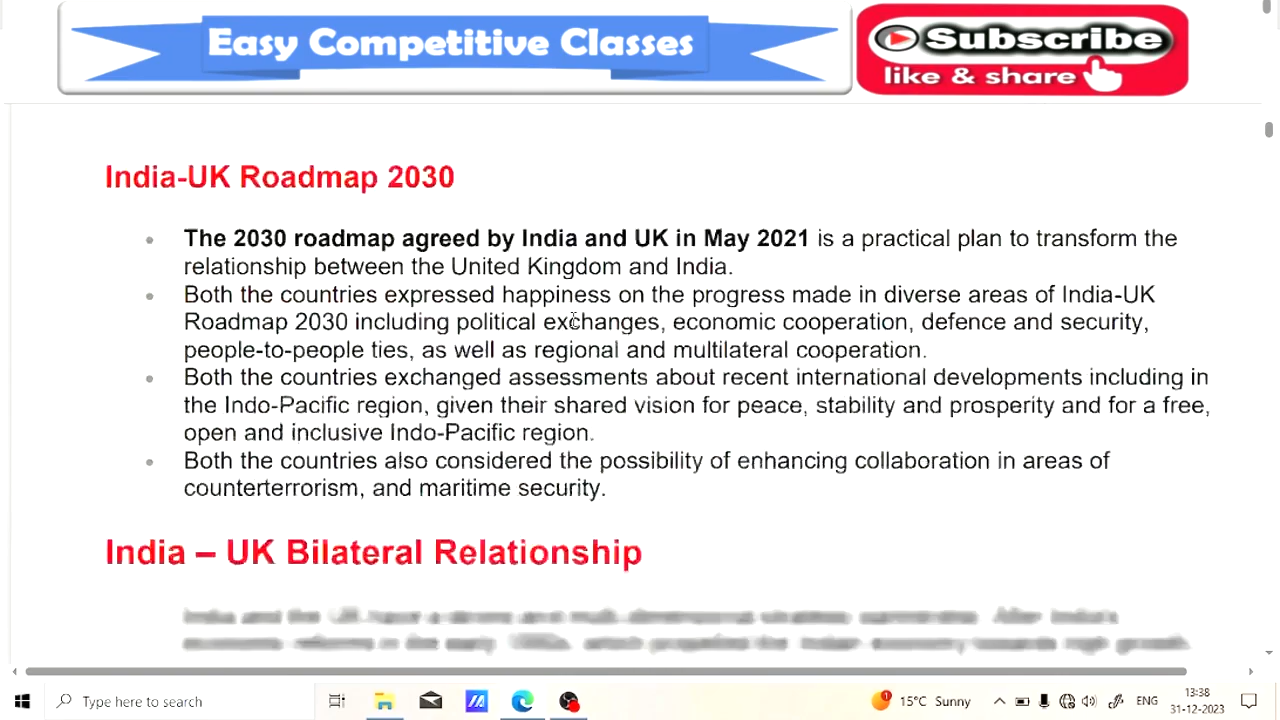 Easy Competitive Classes
Subscribe
like & share
India-UK Roadmap 2030
The 2030 roadmap agreed by India and UK in May 2021 is a practical plan to transform the
relationship between the United Kingdom and India.
Both the countries expressed happiness on the progress made in diverse areas of India-UK
Roadmap 2030 including political exchanges, economic cooperation, defence and security,
people-to-people ties, as well as regional and multilateral cooperation.
Both the countries exchanged assessments about recent international developments including in
the Indo-Pacific region, given their shared vision for peace, stability and prosperity and for a free,
open and inclusive Indo-Pacific region.
Both the countries also considered the possibility of enhancing collaboration in areas of
counterterrorism, and maritime security.
India – UK Bilateral Relationship
Type here to search
1
15°C Sunny
ENG
13:38
31-12-2023